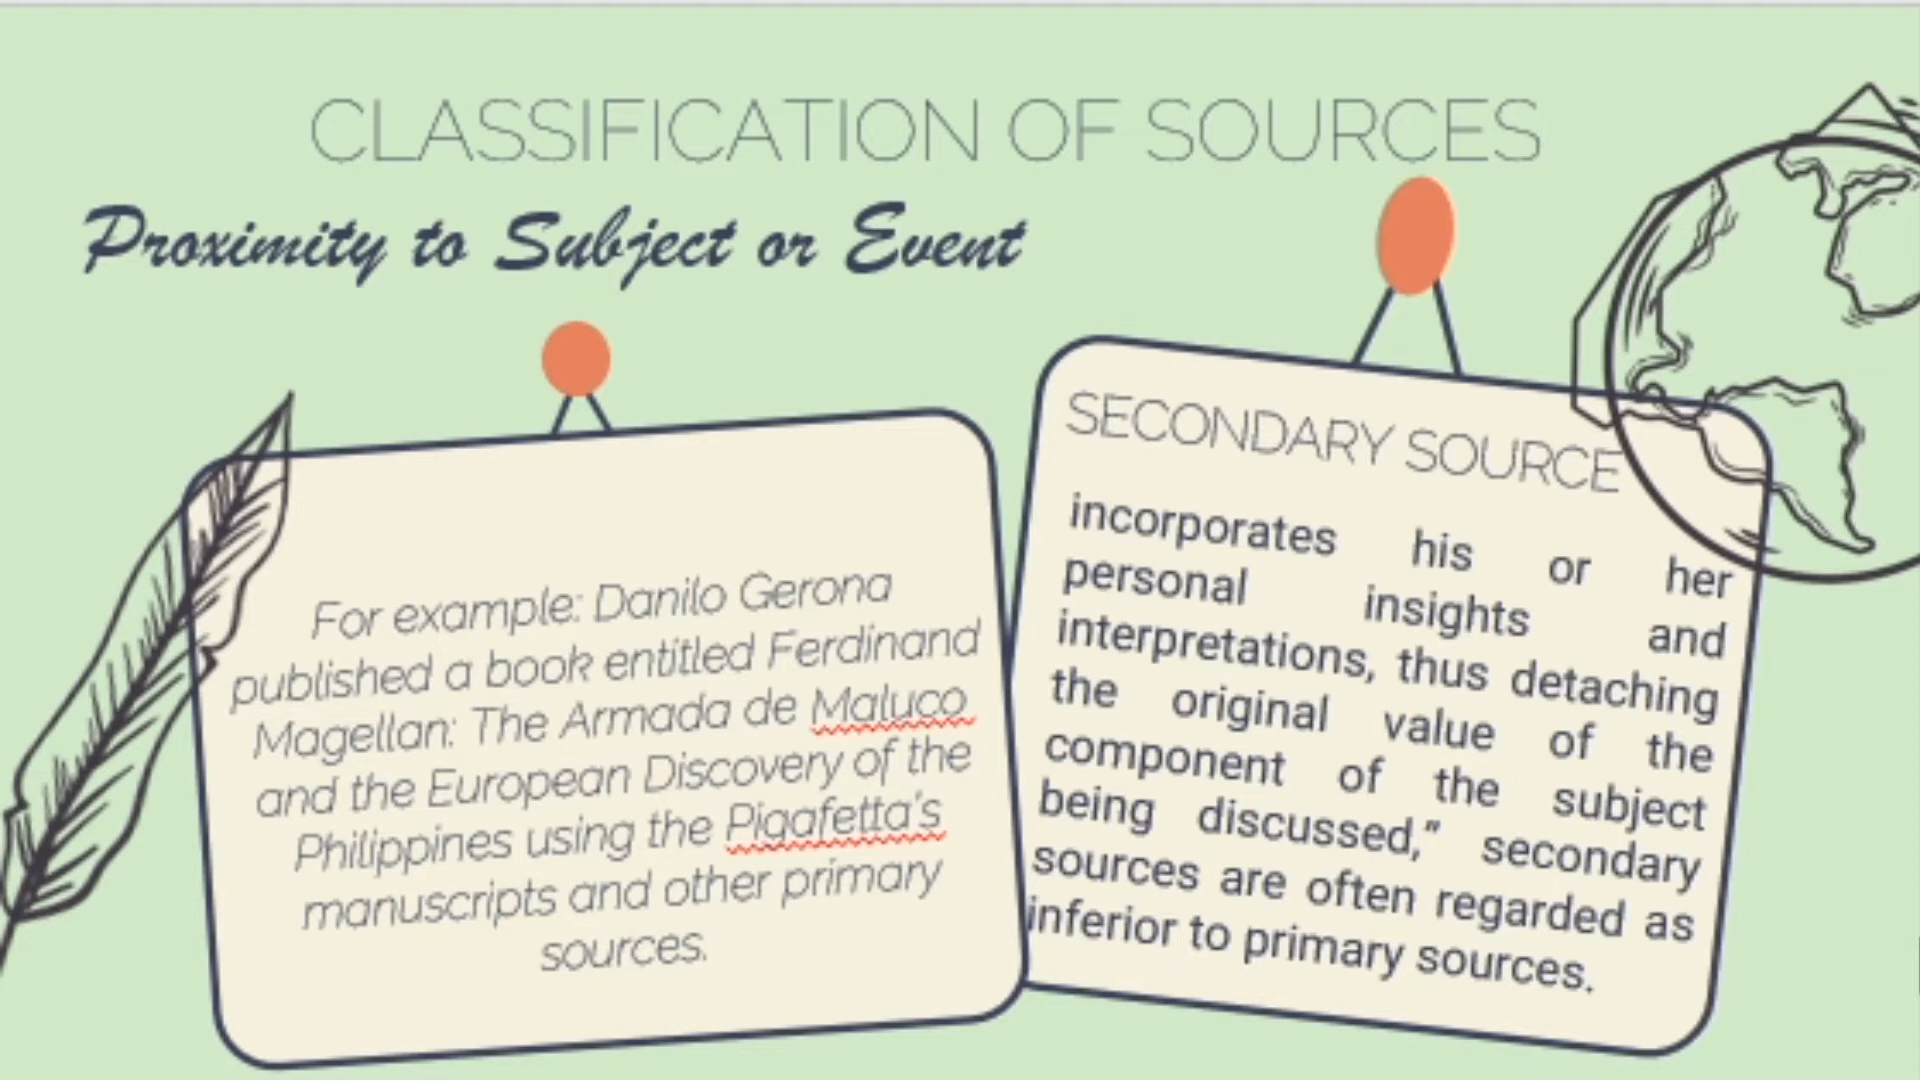 CLASSIFICATION OF SOURCES
Proximity to Subject or Event
For example: Danilo Gerona
published a book entitled Ferdinand
Magellan: The Armada de Maluco
and the European Discovery of the
Philippines using the Pigafetta's
manuscripts and other primary
sources.
SECONDARY SOURCE
incorporates his or her
personal insights and
interpretations, thus detaching
the original value of the
component of the subject
being discussed,” secondary
sources are often regarded as
inferior to primary sources.